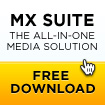 MX SUITE
THE ALL-IN-ONE
MEDIA SOLUTION
FREE
DOWNLOAD